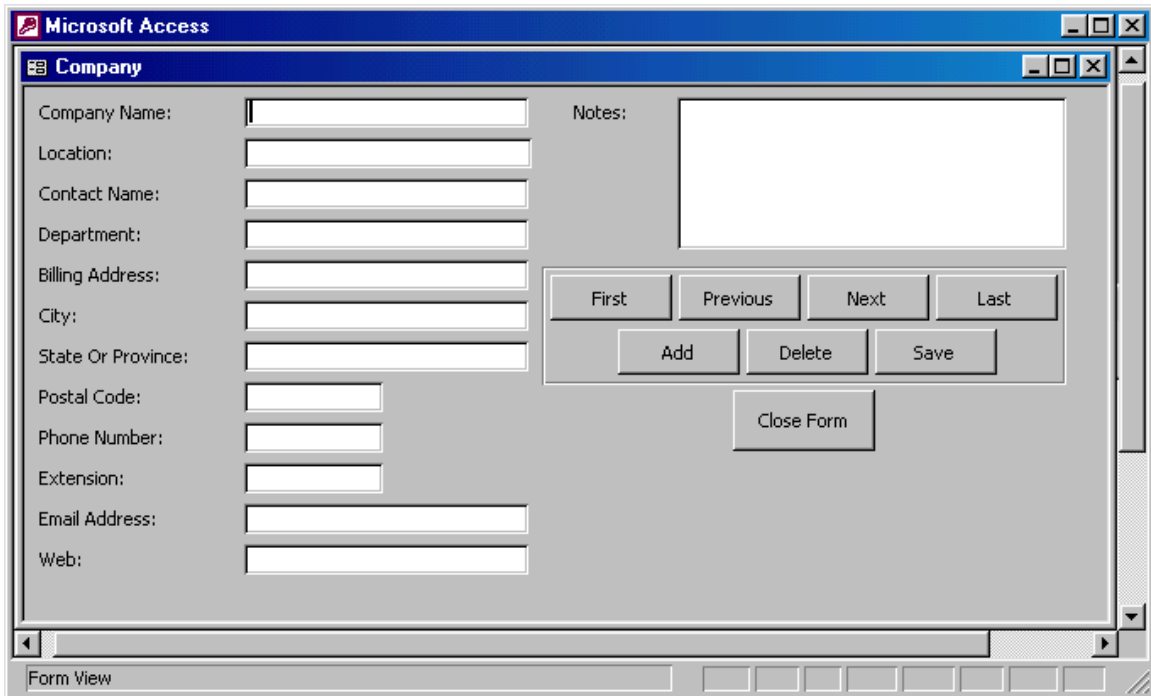 Microsoft Access
Company
Company Name:
Location:
Contact Name:
Department:
Billing Address:
City:
State Or Province:
Postal Code:
Phone Number:
Extension:
Email Address:
Web:
Notes:
First Previous Next Last
Add Delete Save
Close Form
Form View